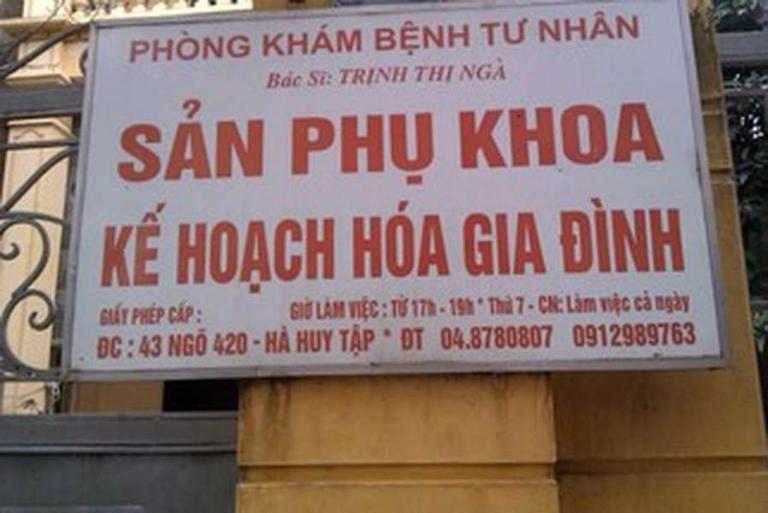 PHÒNG KHÁM BỆNH TƯ NHÂN
Bác Sĩ: TRỊNH THỊ NGÀ
SẢN PHỤ KHOA
KẾ HOẠCH HÓA GIA ĐÌNH
GIẤY PHÉP CẤP : GIỜ LÀM VIỆC : TỪ 17h - 19h * Thứ 7 - CN: Làm việc cả ngày
ĐC : 43 NGÕ 420 - HÀ HUY TẬP * ĐT 04.8780807 0912989763